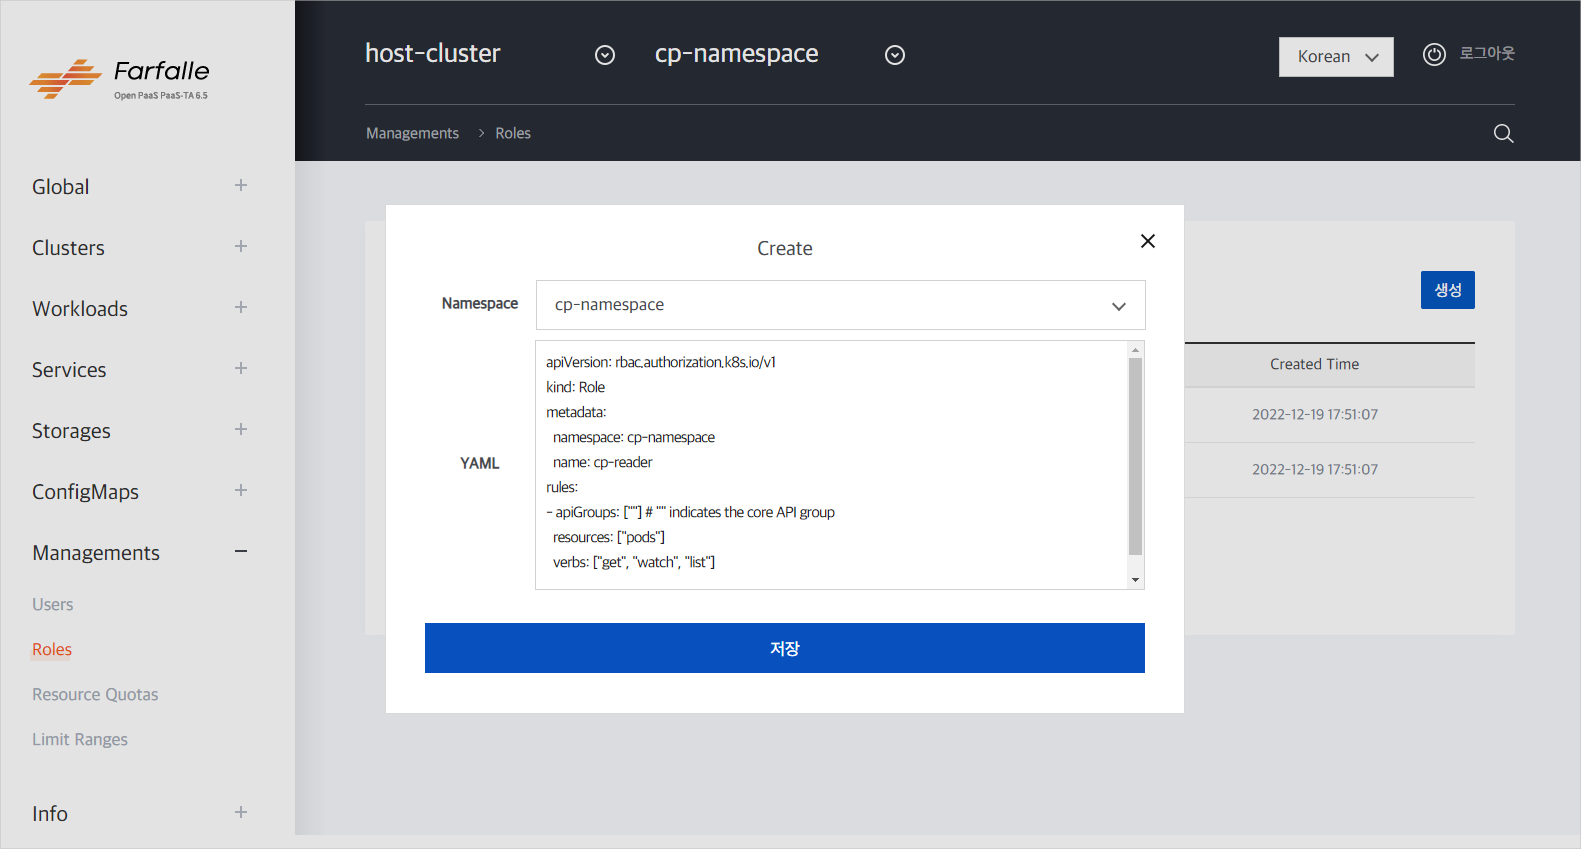 Farfalle
Open PaaS PaaS-TA 6.5
host-cluster
cp-namespace
Korean
로그아웃
Managements > Roles
Global
Clusters
Workloads
Services
Storages
ConfigMaps
Managements
Users
Roles
Resource Quotas
Limit Ranges
Info
생성
Created Time
2022-12-19 17:51:07
2022-12-19 17:51:07
Create
Namespace
cp-namespace
YAML
apiVersion: rbac.authorization.k8s.io/v1
kind: Role
metadata:
  namespace: cp-namespace
  name: cp-reader
rules:
- apiGroups: [""] # "" indicates the core API group
  resources: ["pods"]
  verbs: ["get", "watch", "list"]
저장